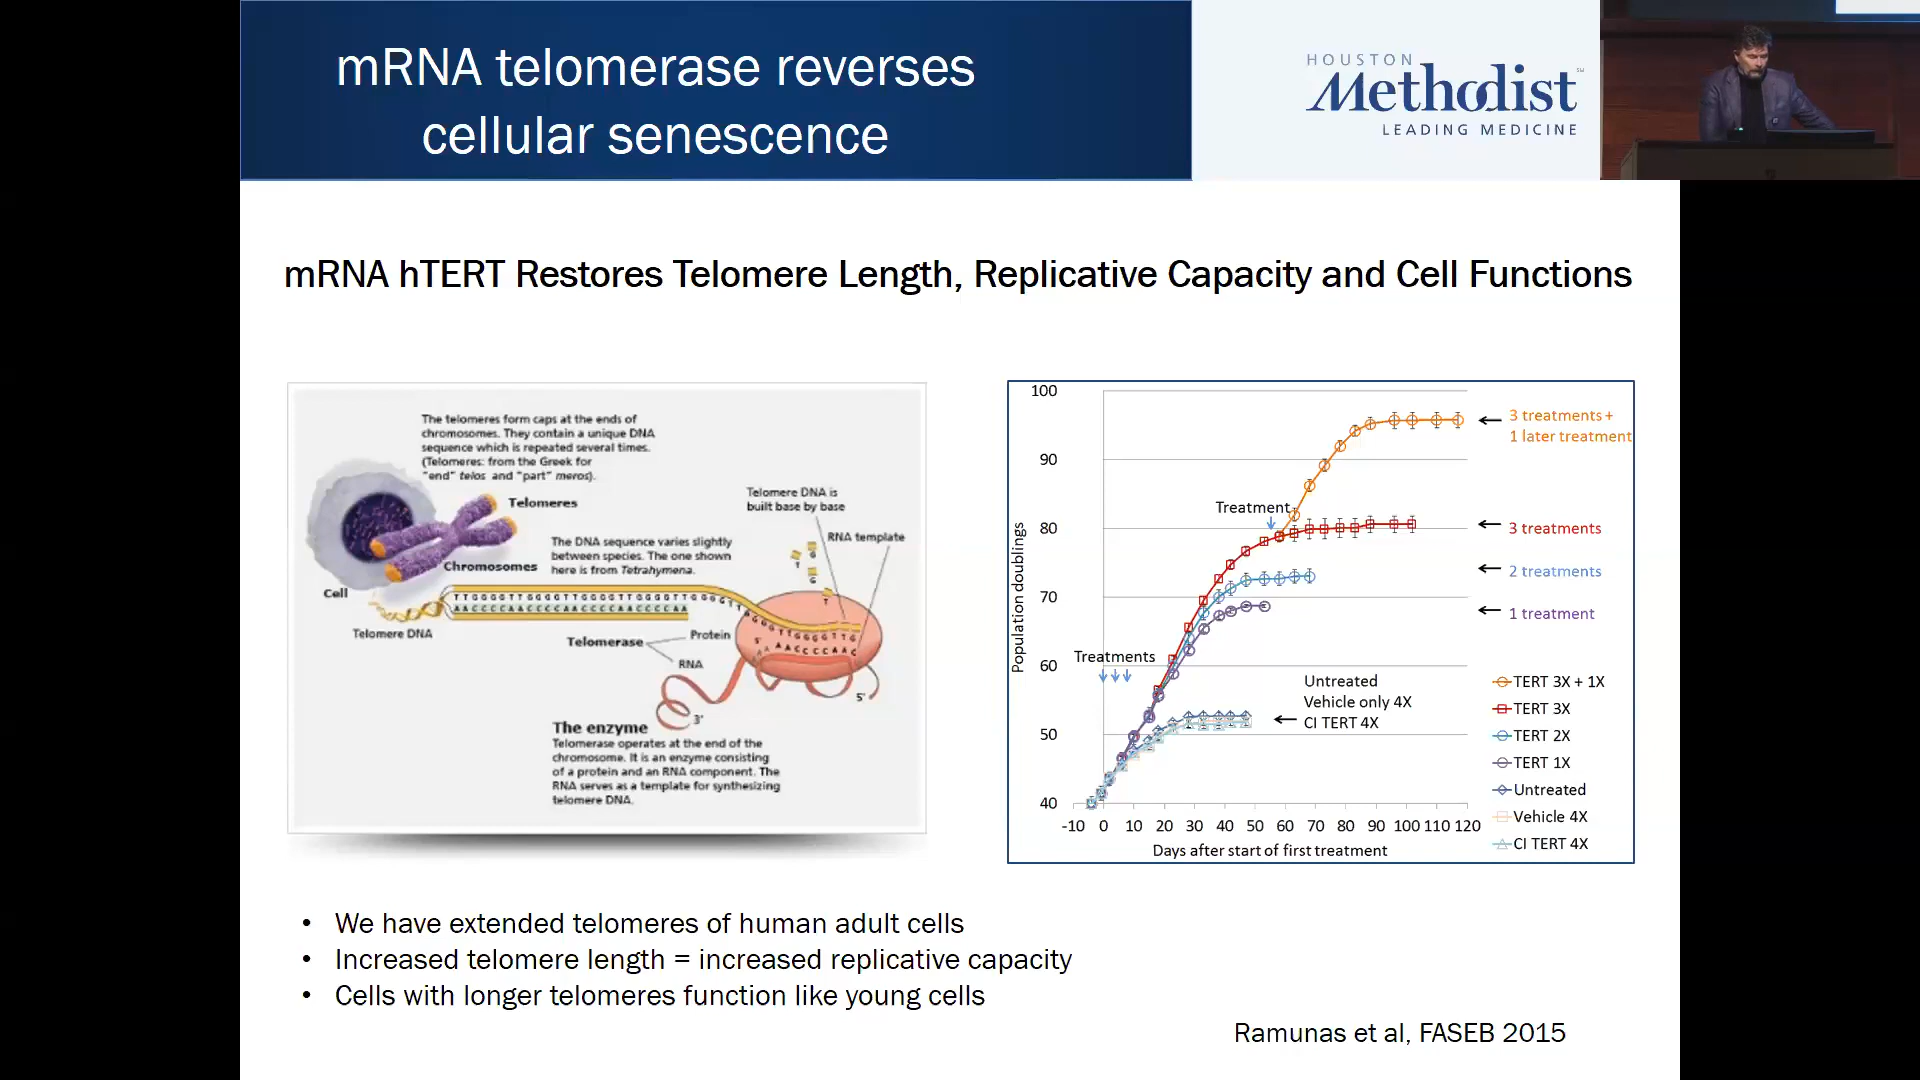 mRNA telomerase reverses
cellular senescence
HOUSTON
Methodist
LEADING MEDICINE
mRNA hTERT Restores Telomere Length, Replicative Capacity and Cell Functions
The telomeres form caps at the ends of
chromosomes. They contain a unique DNA
sequence which is repeated several times.
(Telomeres: from the Greek for
"end" telos and "part" meros).
Telomeres
Telomere DNA is
built base by base
RNA template
The DNA sequence varies slightly
between species. The one shown
here is from Tetrahymena.
Chromosomes
Cell
Telomere DNA
Telomerase
Protein
RNA
5'
3'
5'
The enzyme
Telomerase operates at the end of the
chromosome. It is an enzyme consisting
of a protein and an RNA component. The
RNA serves as a template for synthesizing
telomere DNA.
100
90
80
70
60
50
40
Population doublings
-10 0 10 20 30 40 50 60 70 80 90 100 110 120
Days after start of first treatment
Treatment
Treatments
Untreated
Vehicle only 4X
CI TERT 4X
3 treatments +
1 later treatment
3 treatments
2 treatments
1 treatment
TERT 3X + 1X
TERT 3X
TERT 2X
TERT 1X
Untreated
Vehicle 4X
CI TERT 4X
• We have extended telomeres of human adult cells
• Increased telomere length = increased replicative capacity
• Cells with longer telomeres function like young cells
Ramunas et al, FASEB 2015